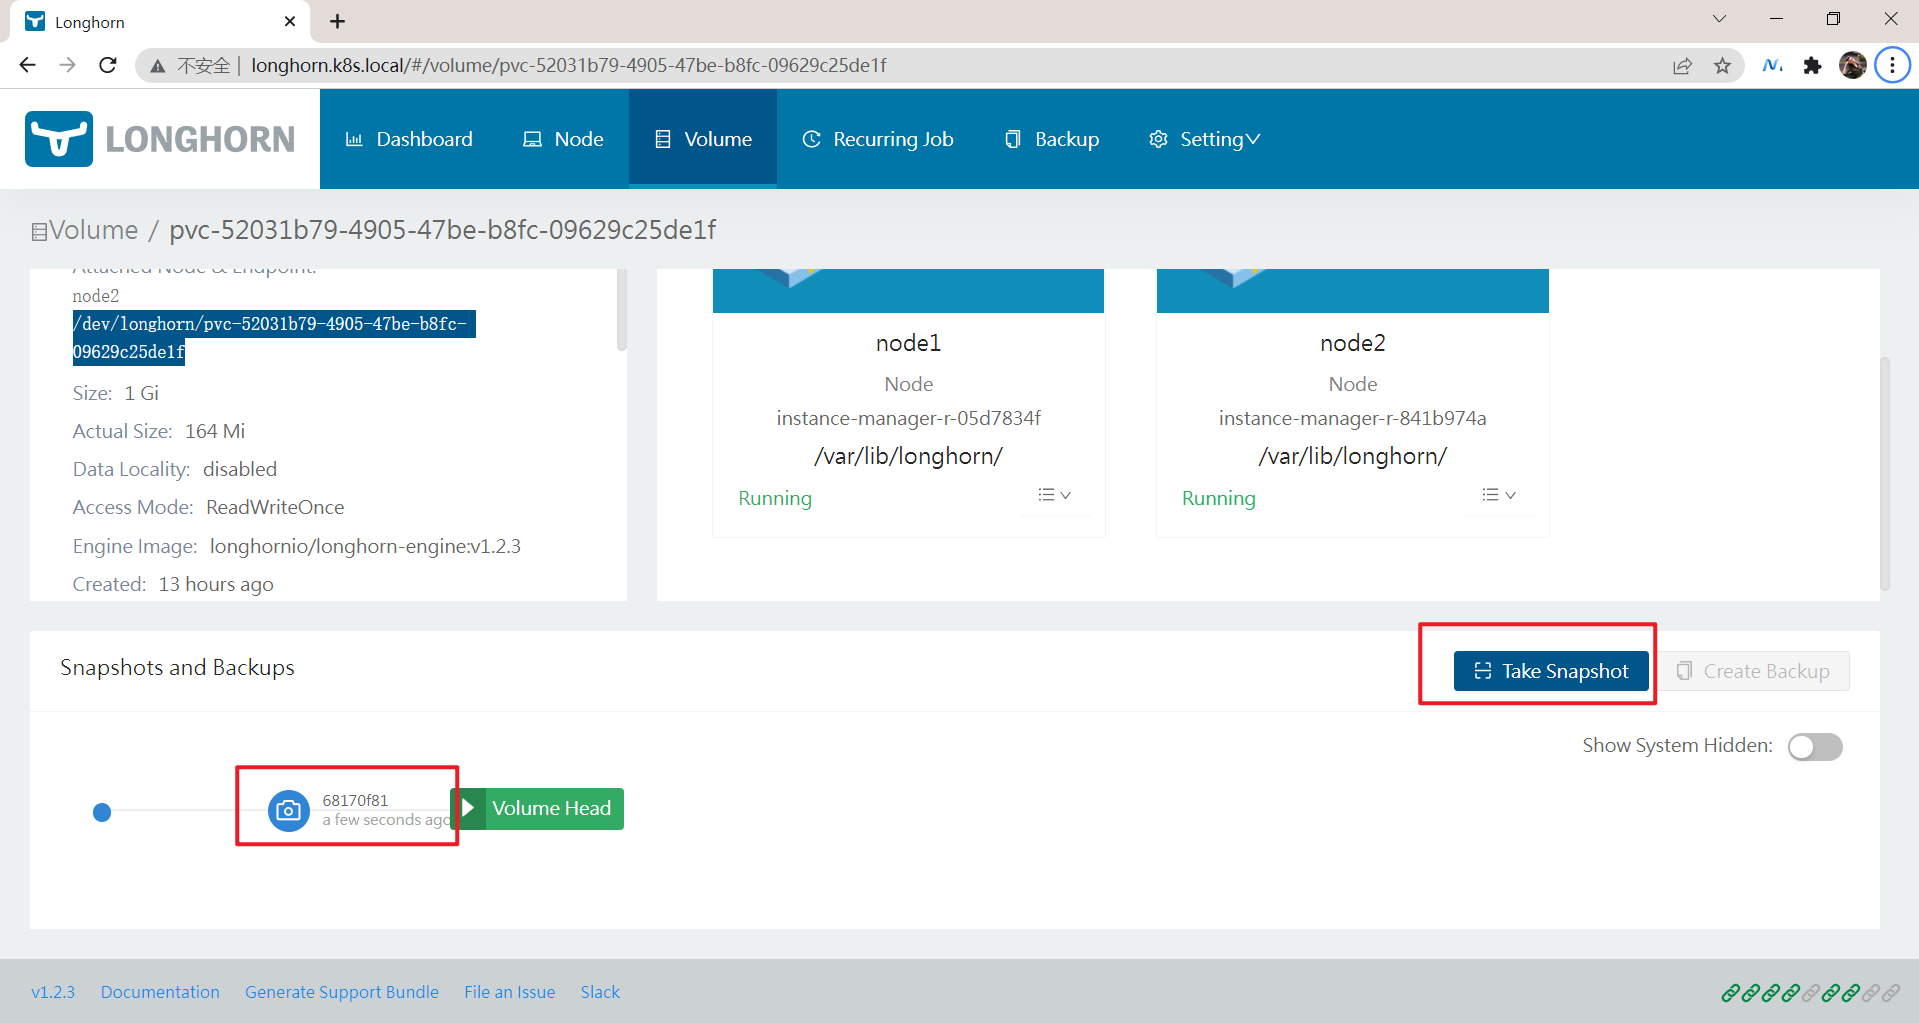 Longhorn
不安全 | longhorn.k8s.local/#/volume/pvc-52031b79-4905-47be-b8fc-09629c25de1f
LONGHORN
Dashboard
Node
Volume
Recurring Job
Backup
Setting
Volume / pvc-52031b79-4905-47be-b8fc-09629c25de1f
Attached Node & Endpoint:
node2
/dev/longhorn/pvc-52031b79-4905-47be-b8fc-
09629c25de1f
Size: 1 Gi
Actual Size: 164 Mi
Data Locality: disabled
Access Mode: ReadWriteOnce
Engine Image: longhornio/longhorn-engine:v1.2.3
Created: 13 hours ago
node1
Node
instance-manager-r-05d7834f
/var/lib/longhorn/
Running
node2
Node
instance-manager-r-841b974a
/var/lib/longhorn/
Running
Snapshots and Backups
Take Snapshot
Create Backup
Show System Hidden:
68170f81
a few seconds ago
Volume Head
v1.2.3
Documentation
Generate Support Bundle
File an Issue
Slack